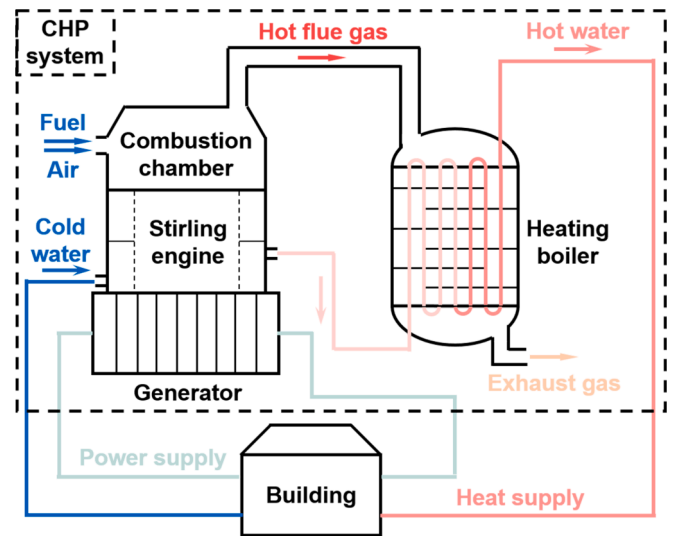 CHP
system
Hot flue gas
Hot water
Fuel
Air
Combustion
chamber
Cold
water
Stirling
engine
Heating
boiler
Generator
Exhaust gas
Power supply
Building
Heat supply